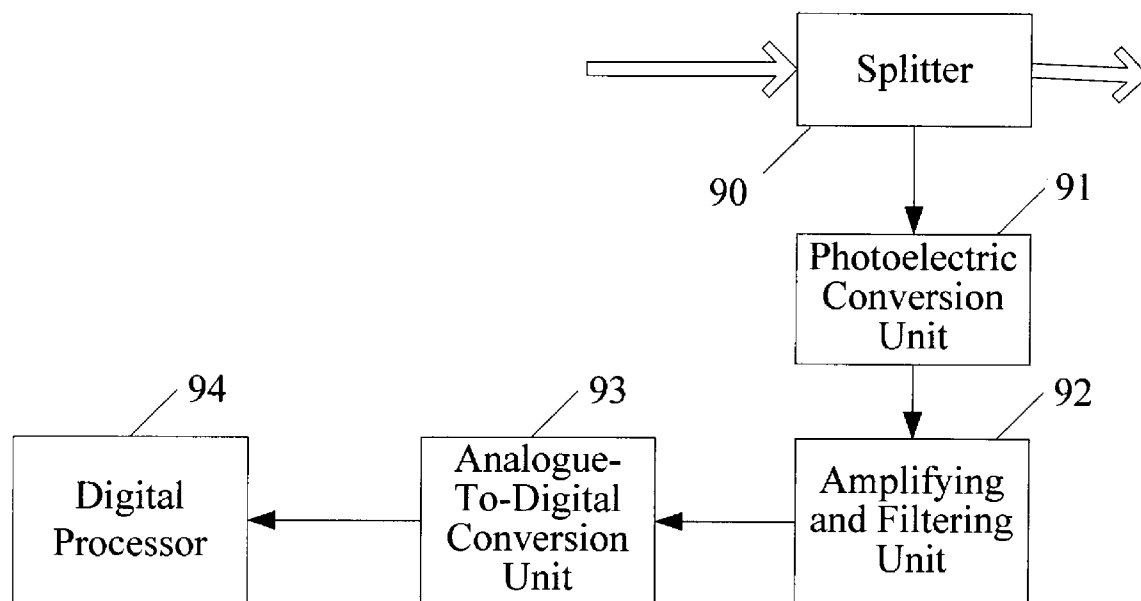 Splitter
90
91
Photoelectric
Conversion
Unit
94
93
92
Digital
Processor
Analogue-
To-Digital
Conversion
Unit
Amplifying
and Filtering
Unit